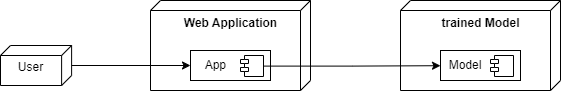 Web Application
trained Model
User
App
Model